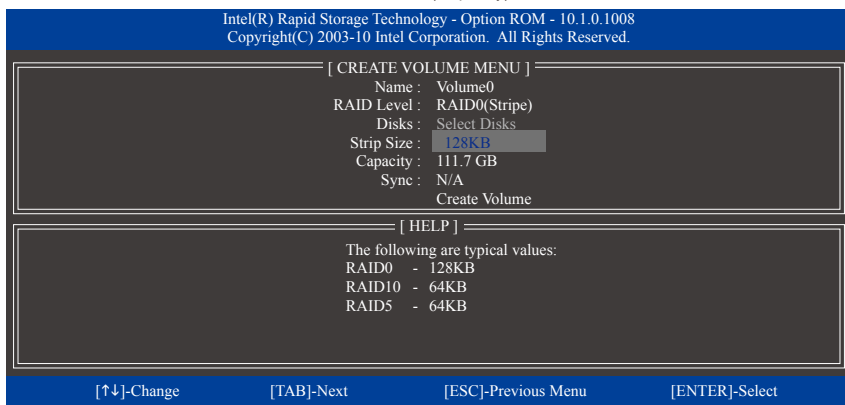 Intel(R) Rapid Storage Technology - Option ROM - 10.1.0.1008
Copyright(C) 2003-10 Intel Corporation. All Rights Reserved.
[ CREATE VOLUME MENU ]
Name : Volume0
RAID Level : RAID0(Stripe)
Disks : Select Disks
Strip Size : 128KB
Capacity : 111.7 GB
Sync : N/A
Create Volume
[ HELP ]
The following are typical values:
RAID0 - 128KB
RAID10 - 64KB
RAID5 - 64KB
[↑↓]-Change [TAB]-Next [ESC]-Previous Menu [ENTER]-Select